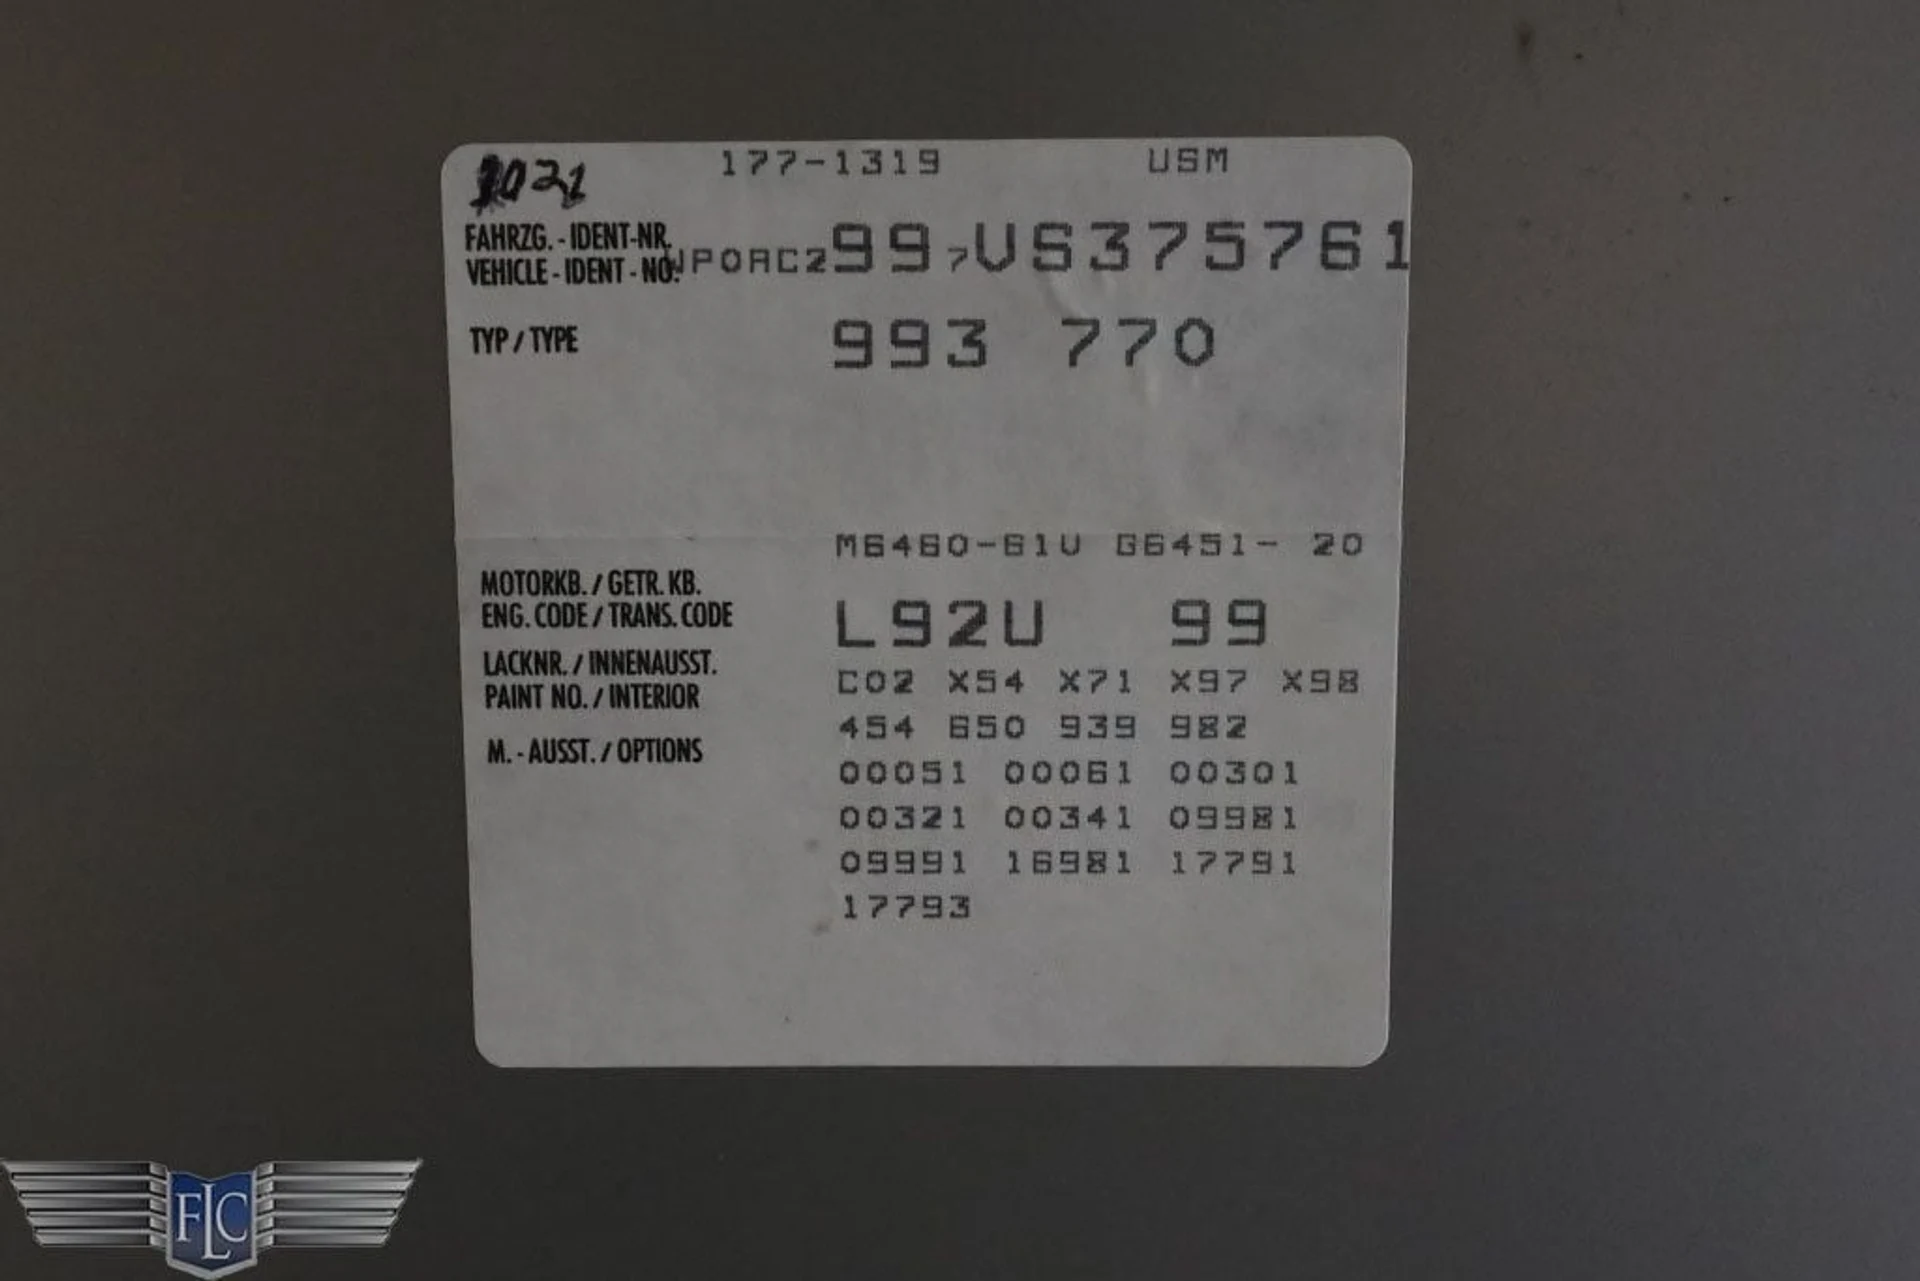 1021 177-1319 USM
FAHRZG.-IDENT-NR.
VEHICLE-IDENT-NO. WP0AC2997VS375761
TYP/TYPE 993 770
M6460-61U G6451- 20
MOTORKB./GETR. KB.
ENG. CODE/TRANS. CODE
L92U 99
LACKNR./INNENAUSST.
PAINT NO./INTERIOR
C02 X54 X71 X97 X98
454 650 939 982
M.-AUSST./OPTIONS
00051 00061 00301
00321 00341 09981
09991 16981 17791
17793
FLC